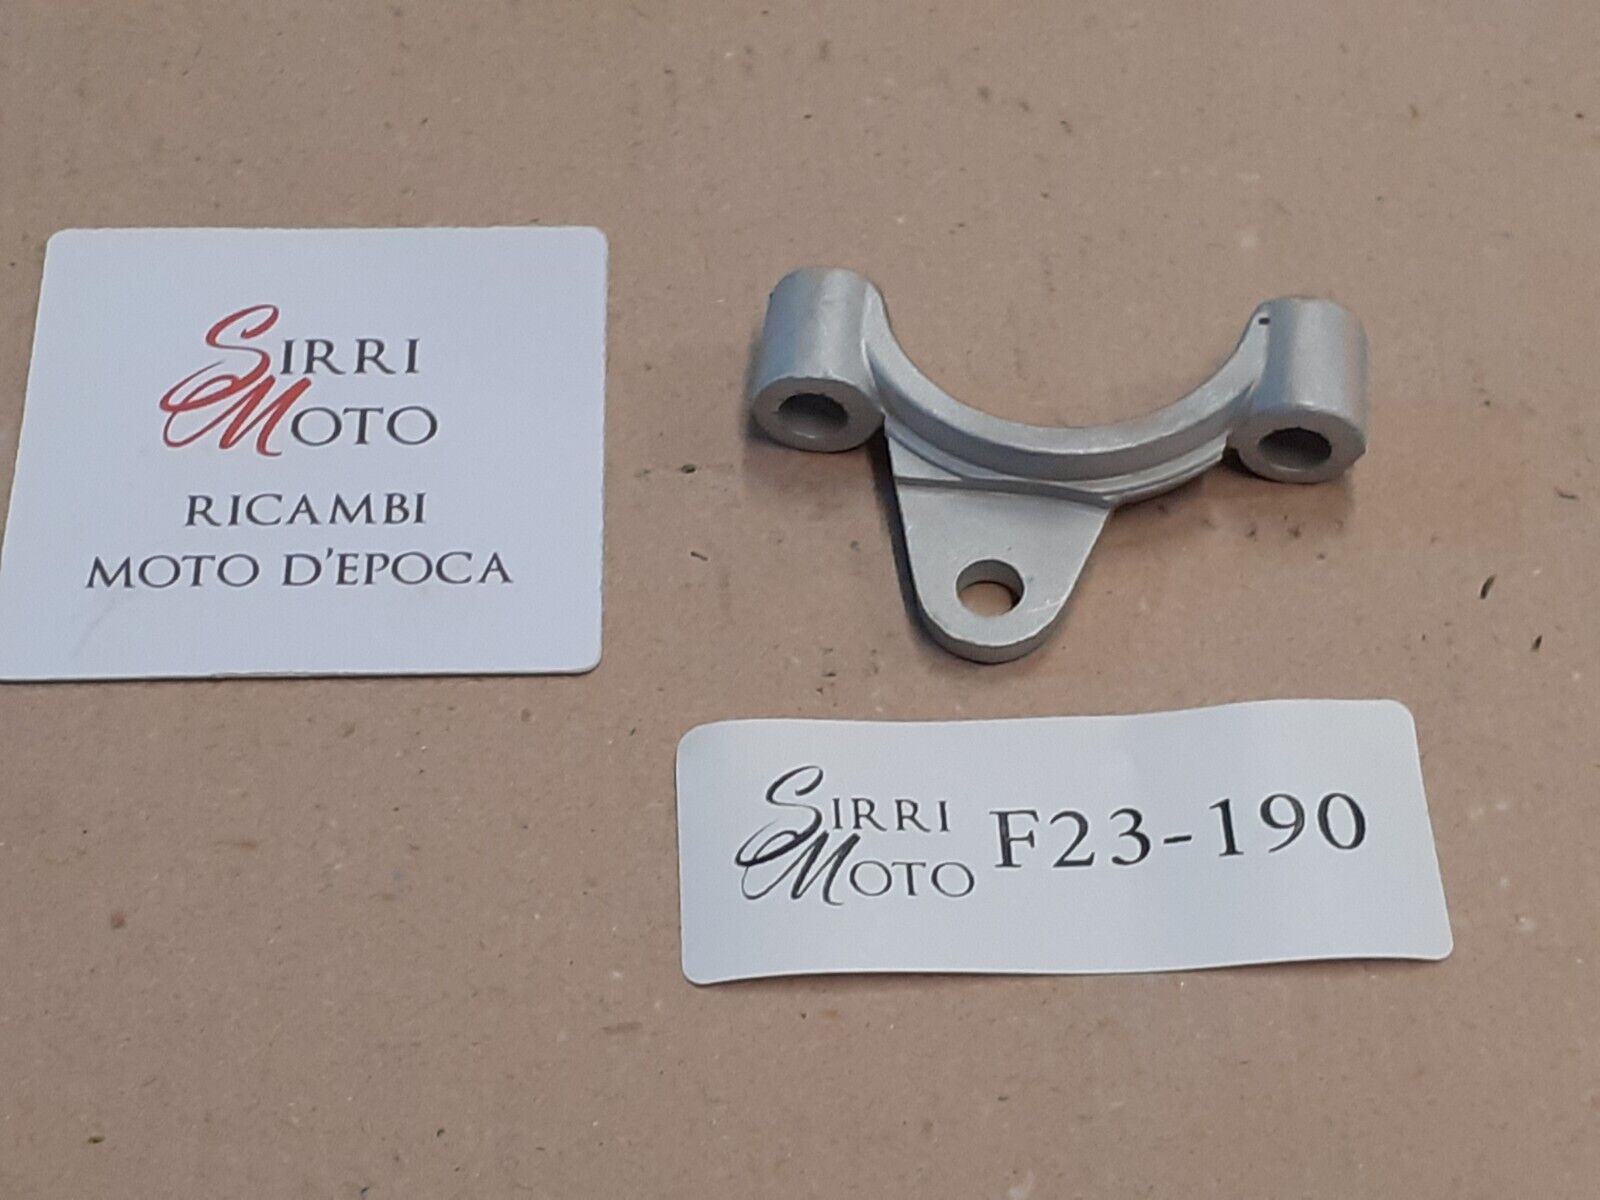 SIRRI
MOTO
RICAMBI
MOTO D'EPOCA
SIRRI
MOTO
F23-190